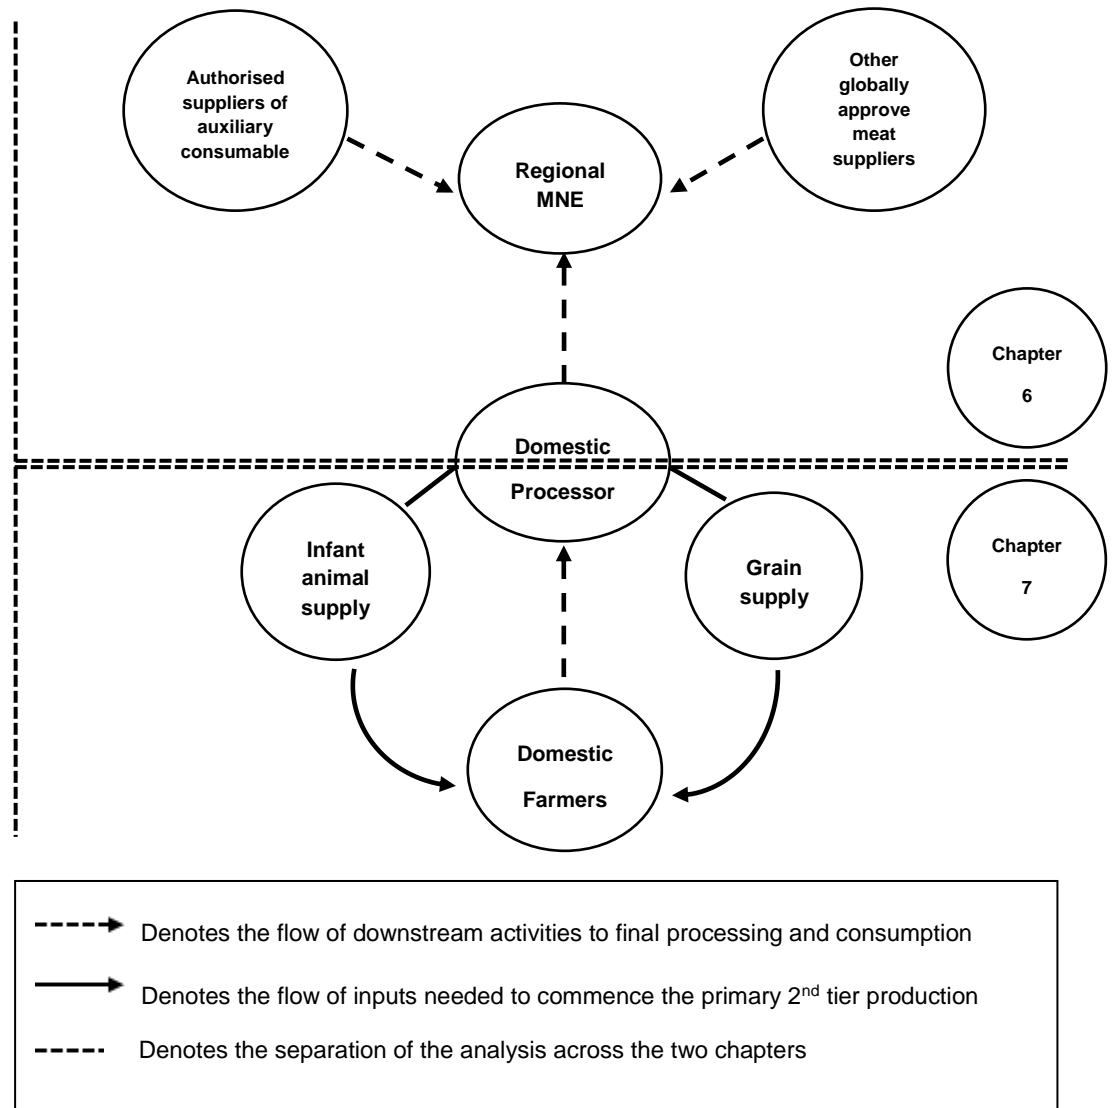 Authorised
suppliers of
auxiliary
consumable
Other
globally
approve
meat
suppliers
Regional
MNE
Chapter
6
Domestic
Processor
Infant
animal
supply
Grain
supply
Chapter
7
Domestic
Farmers
Denotes the flow of downstream activities to final processing and consumption
Denotes the flow of inputs needed to commence the primary 2nd tier production
Denotes the separation of the analysis across the two chapters